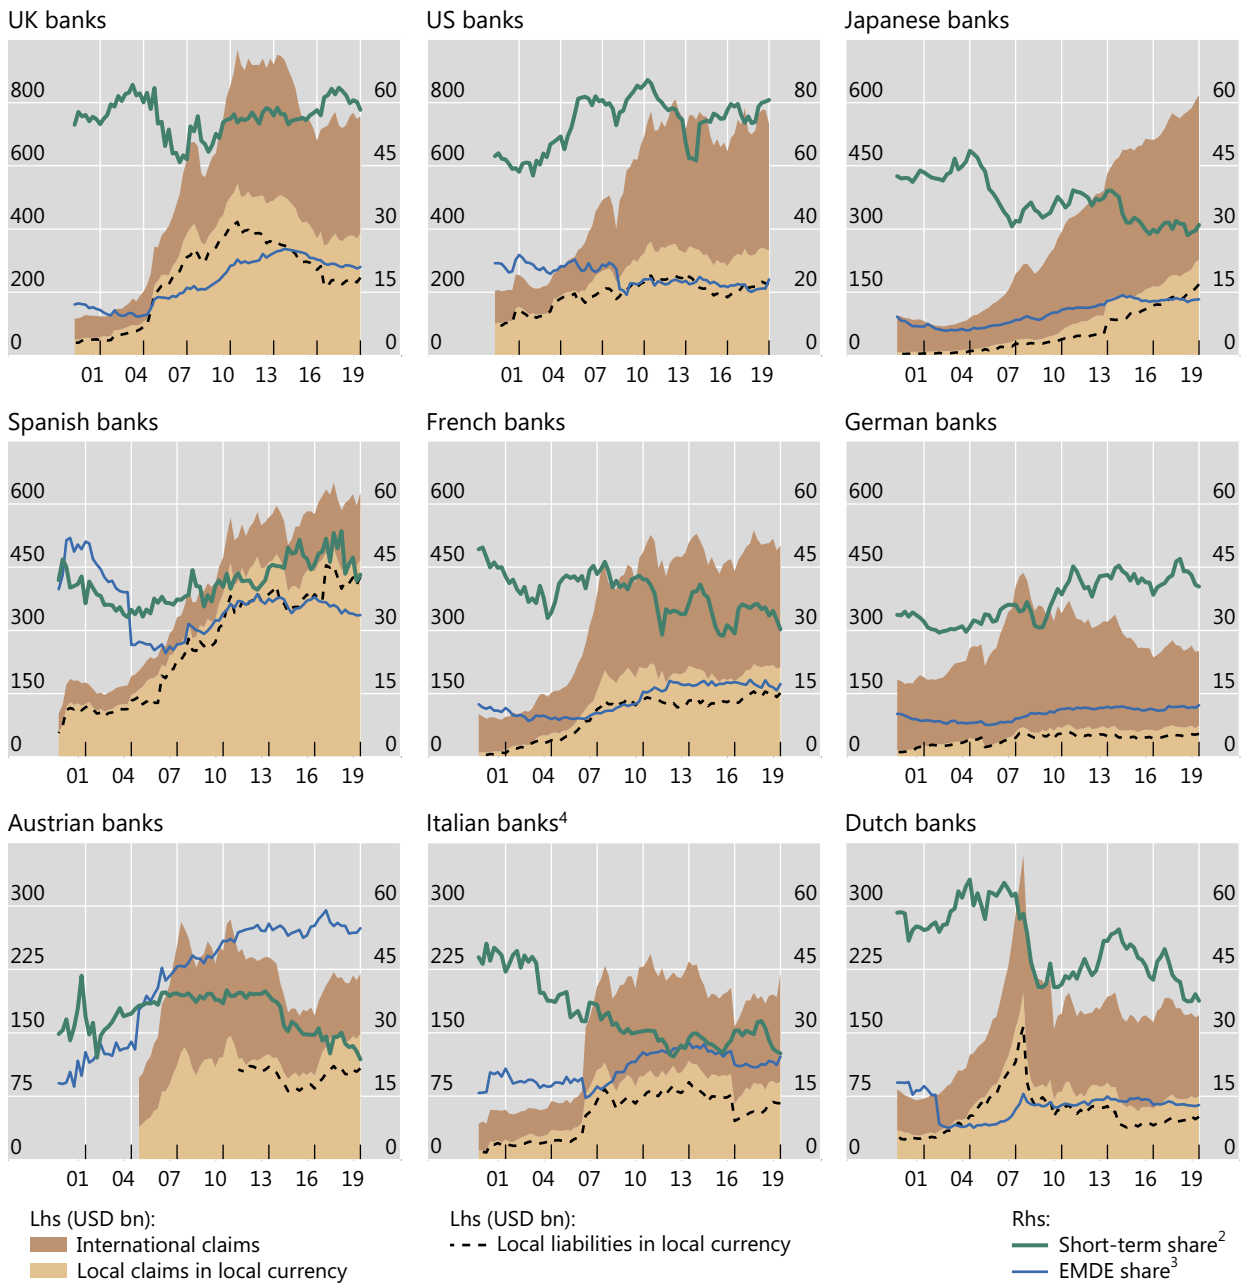 UK banks
US banks
Japanese banks
800 60
600 45
400 30
200 15
0 0
01 04 07 10 13 16 19
800 80
600 60
400 40
200 20
0 0
01 04 07 10 13 16 19
600 60
450 45
300 30
150 15
0 0
01 04 07 10 13 16 19
Spanish banks
French banks
German banks
600 60
450 45
300 30
150 15
0 0
01 04 07 10 13 16 19
600 60
450 45
300 30
150 15
0 0
01 04 07 10 13 16 19
600 60
450 45
300 30
150 15
0 0
01 04 07 10 13 16 19
Austrian banks
Italian banks⁴
Dutch banks
300 60
225 45
150 30
75 15
0 0
01 04 07 10 13 16 19
300 60
225 45
150 30
75 15
0 0
01 04 07 10 13 16 19
300 60
225 45
150 30
75 15
0 0
01 04 07 10 13 16 19
Lhs (USD bn):
International claims
Local claims in local currency
Lhs (USD bn):
Local liabilities in local currency
Rhs:
Short-term share²
EMDE share³